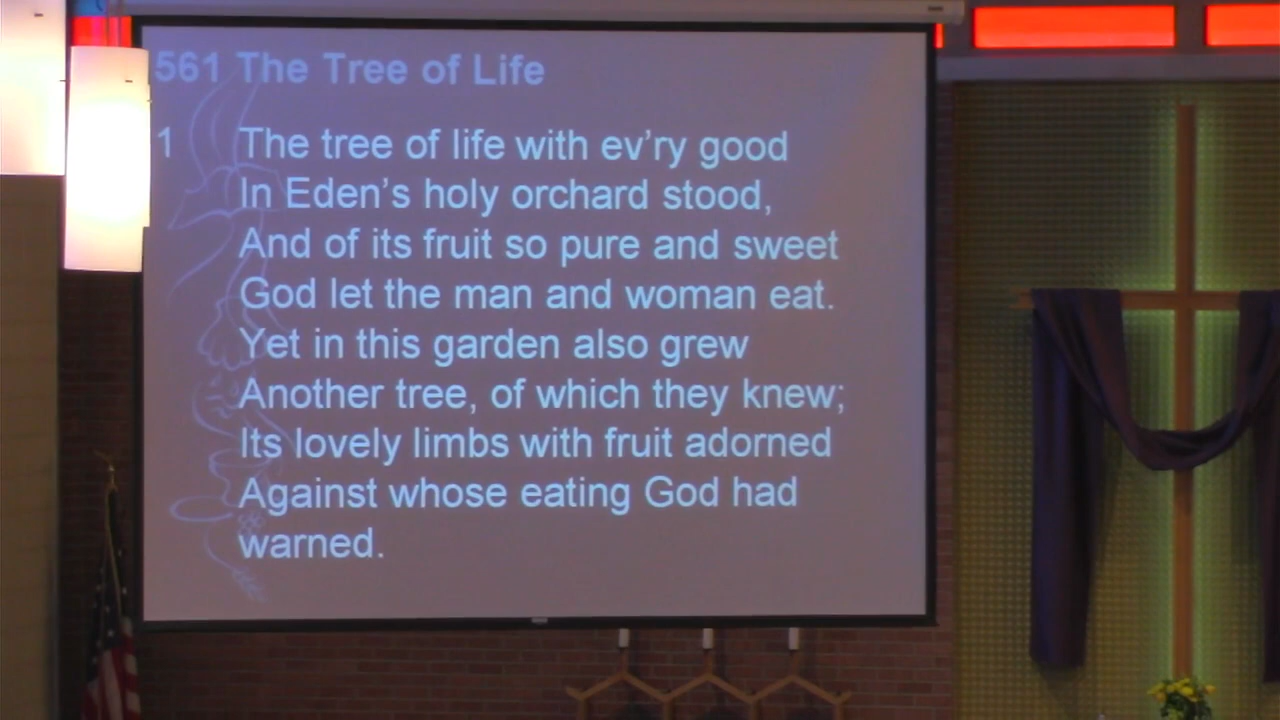 561 The Tree of Life
1 The tree of life with ev’ry good
In Eden’s holy orchard stood,
And of its fruit so pure and sweet
God let the man and woman eat.
Yet in this garden also grew
Another tree, of which they knew;
Its lovely limbs with fruit adorned
Against whose eating God had
warned.